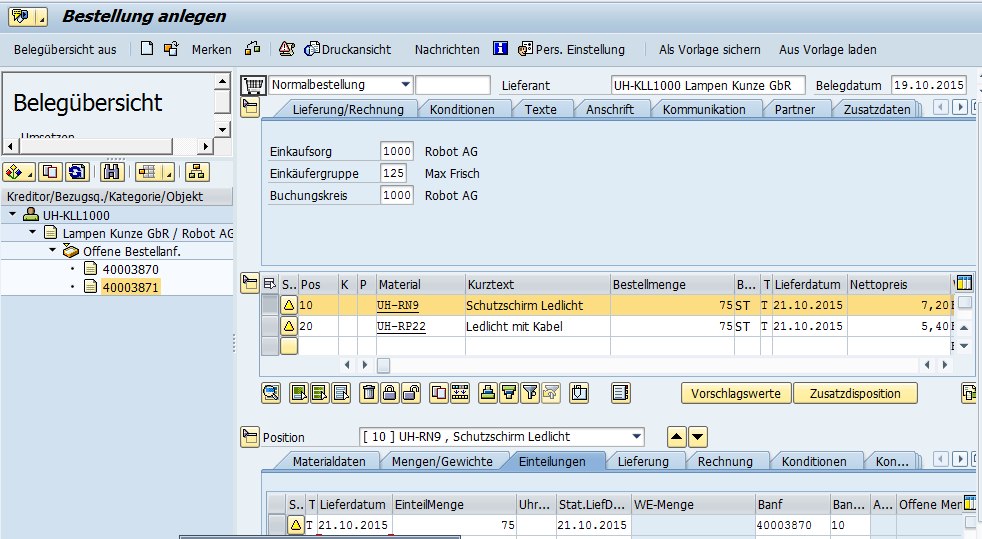 Bestellung anlegen
Belegübersicht aus Merken Druckansicht Nachrichten Pers. Einstellung Als Vorlage sichern Aus Vorlage laden
Belegübersicht
Umsetzen
Kreditor/Bezugsq./Kategorie/Objekt
UH-KLL1000
Lampen Kunze GbR / Robot AG
Offene Bestellanf.
40003870
40003871
Normalbestellung Lieferant UH-KLL1000 Lampen Kunze GbR Belegdatum 19.10.2015
Lieferung/Rechnung Konditionen Texte Anschrift Kommunikation Partner Zusatzdaten
Einkaufsorg 1000 Robot AG
Einkäufergruppe 125 Max Frisch
Buchungskreis 1000 Robot AG
S.. Pos K P Material Kurztext Bestellmenge B... T Lieferdatum Nettopreis
10 UH-RN9 Schutzschirm Ledlicht 75 ST T 21.10.2015 7,20
20 UH-RP22 Ledlicht mit Kabel 75 ST T 21.10.2015 5,40
Vorschlagswerte Zusatzdisposition
Position [ 10 ] UH-RN9 , Schutzschirm Ledlicht
Materialdaten Mengen/Gewichte Einteilungen Lieferung Rechnung Konditionen Kon...
S.. T Lieferdatum EinteilMenge Uhr... Stat.LiefD... WE-Menge Banf Ban... A... Offene Men
T 21.10.2015 75 21.10.2015 40003870 10